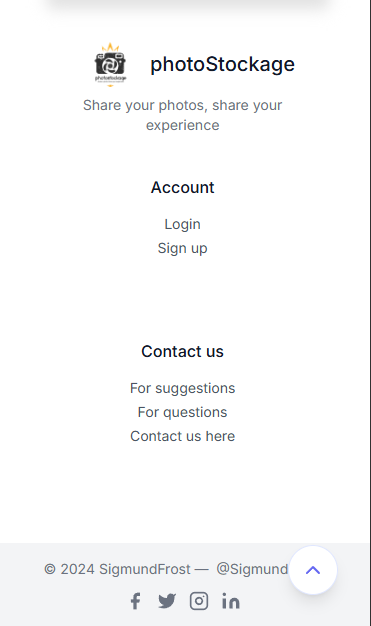 photoStockage
photoStockage
Share your photos, share your
experience
Account
Login
Sign up
Contact us
For suggestions
For questions
Contact us here
© 2024 SigmundFrost — @Sigmund